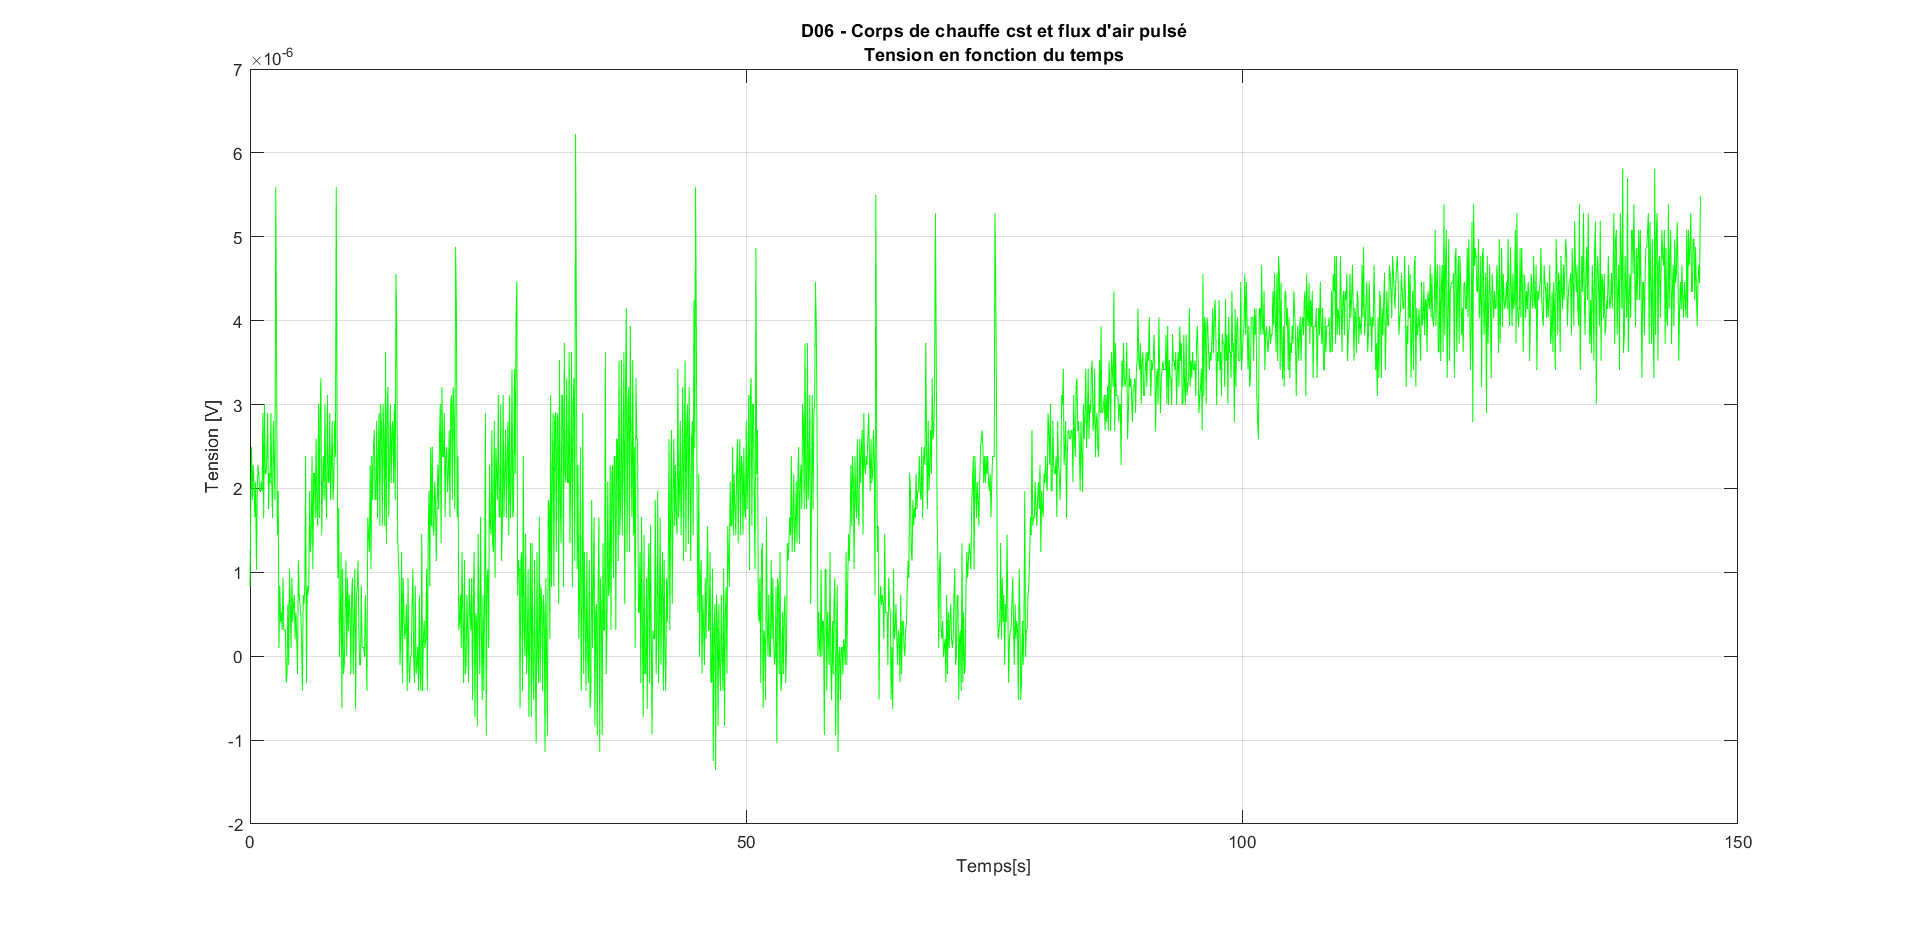 D06 - Corps de chauffe cst et flux d'air pulsé
Tension en fonction du temps
×10-6
7
6
5
4
3
2
1
0
-1
-2
Tension [V]
0 50 100 150
Temps[s]